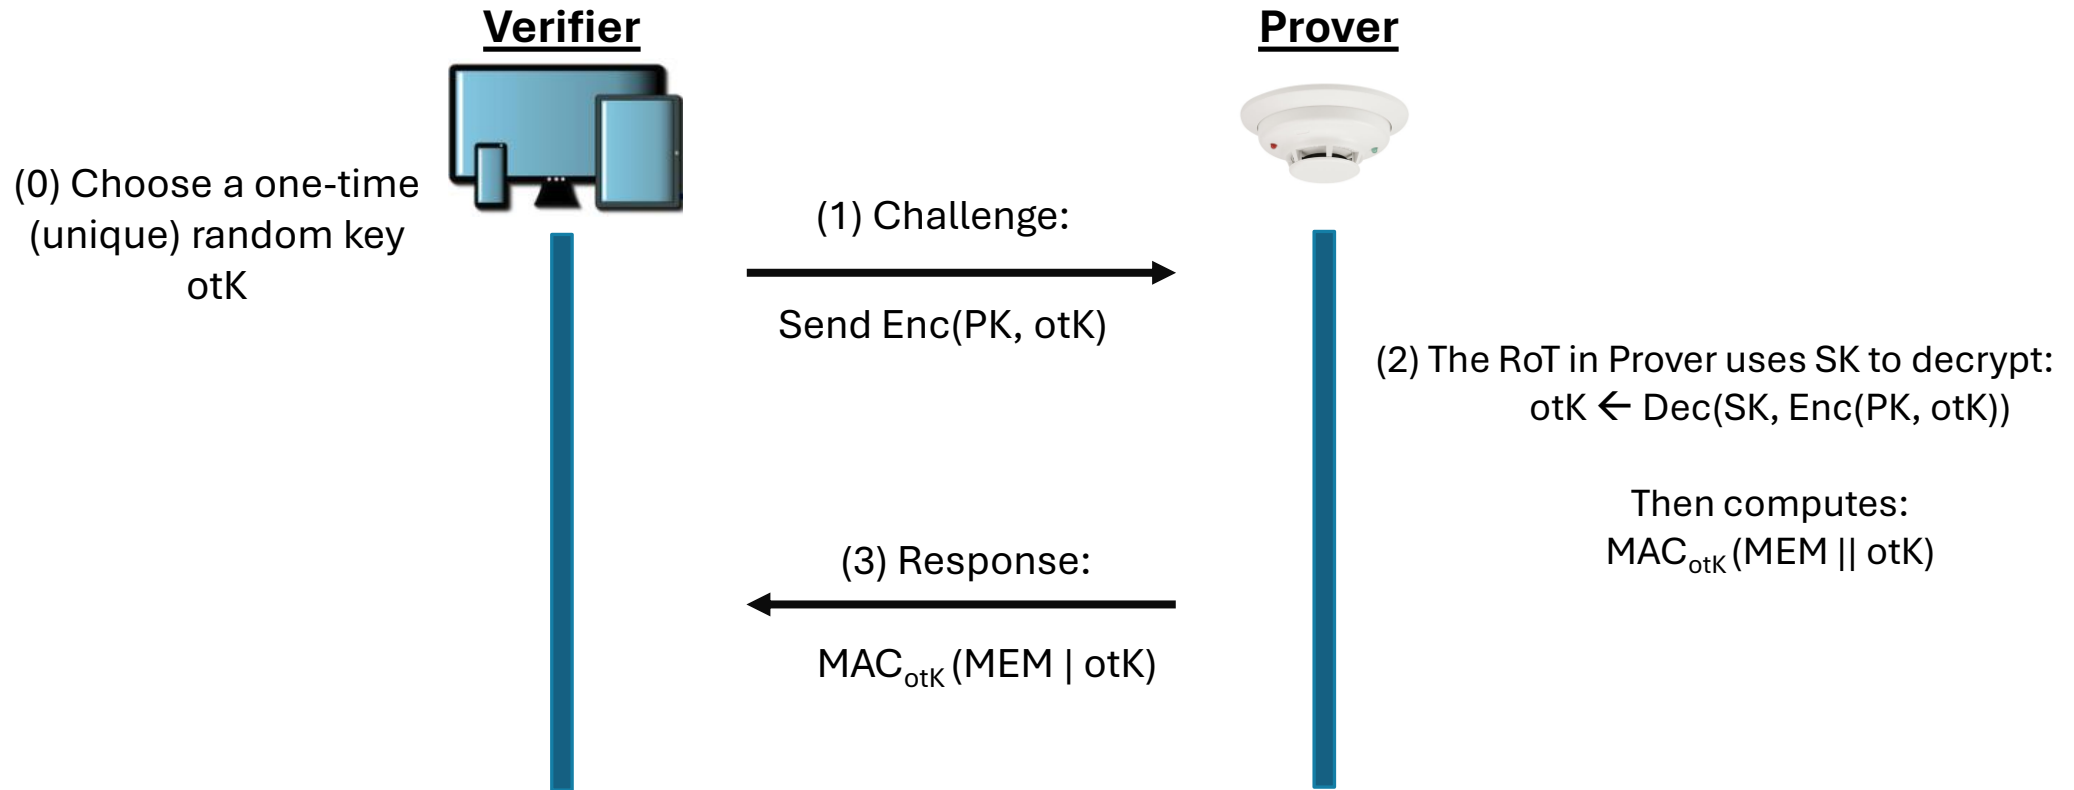 Verifier
Prover
(0) Choose a one-time
(unique) random key
otK
(1) Challenge:
Send Enc(PK, otK)
(2) The RoT in Prover uses SK to decrypt:
otK ← Dec(SK, Enc(PK, otK))
Then computes:
MACotK (MEM || otK)
(3) Response:
MACotK (MEM | otK)